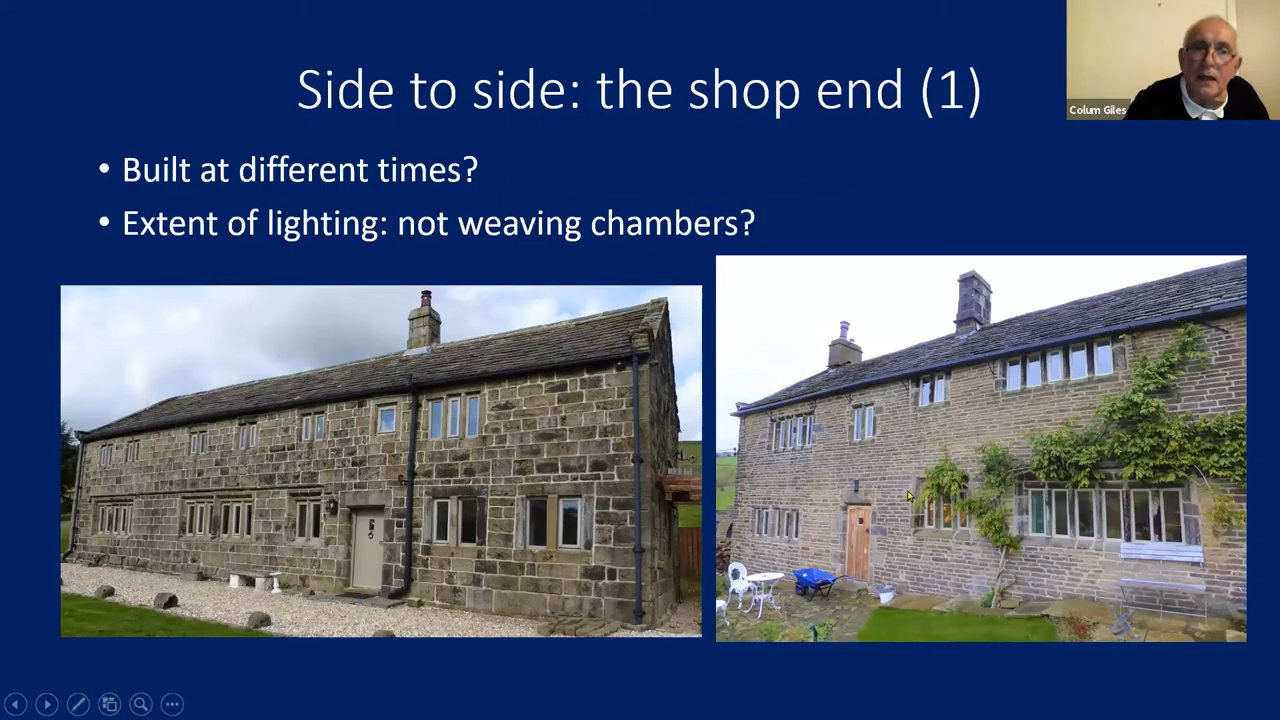 Side to side: the shop end (1)
Colum Giles
• Built at different times?
• Extent of lighting: not weaving chambers?